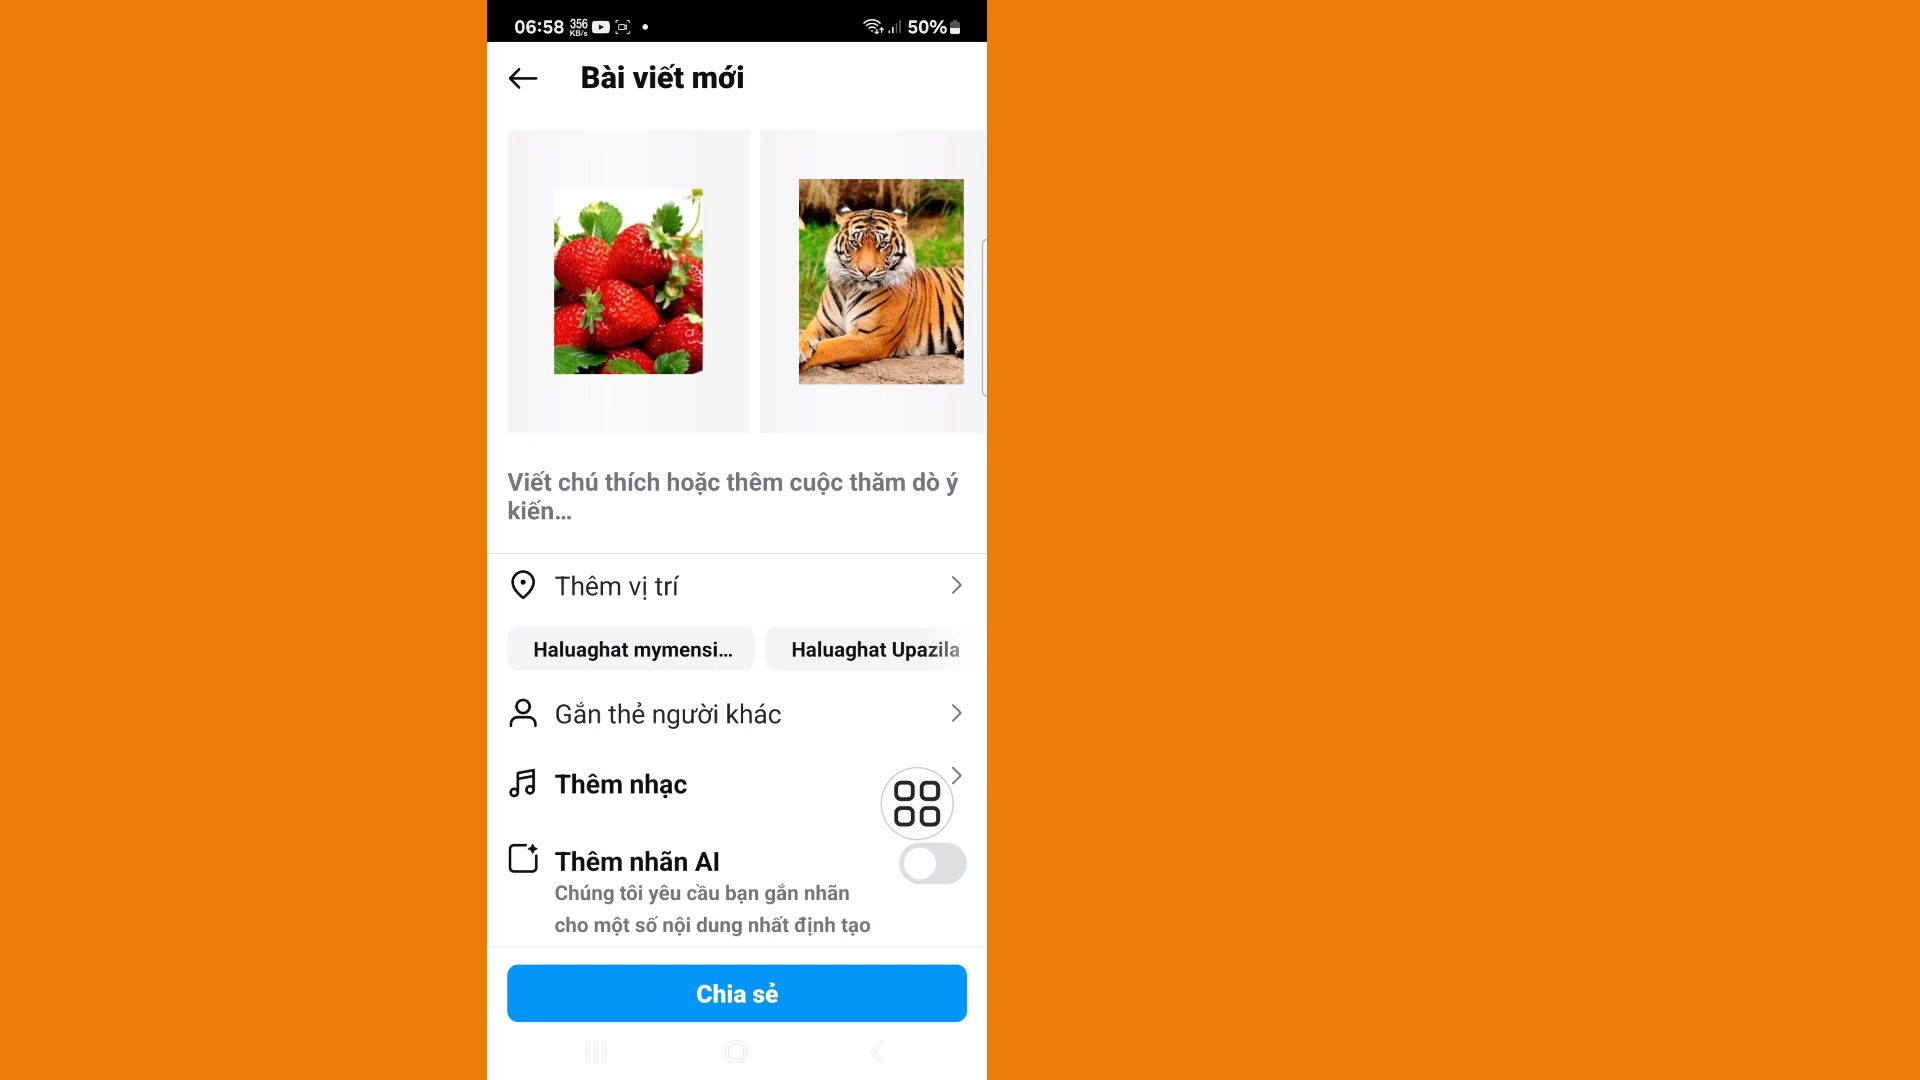 06:58 356 KB/s 50%
Bài viết mới
Viết chú thích hoặc thêm cuộc thăm dò ý
kiến...
Thêm vị trí
Haluaghat mymensi... Haluaghat Upazila
Gắn thẻ người khác
Thêm nhạc
Thêm nhãn AI
Chúng tôi yêu cầu bạn gắn nhãn
cho một số nội dung nhất định tạo
Chia sẻ